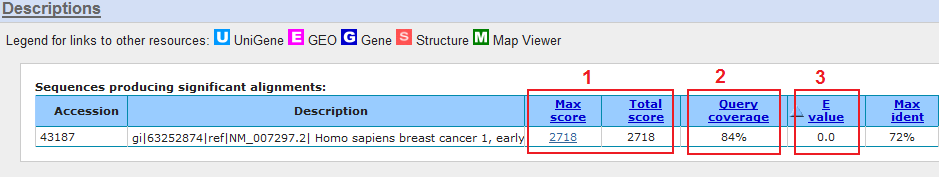 Descriptions
Legend for links to other resources: U UniGene E GEO G Gene S Structure M Map Viewer
1 2 3
Sequences producing significant alignments:
Accession Description Max score Total score Query coverage E value Max ident
43187 gi|63252874|ref|NM_007297.2| Homo sapiens breast cancer 1, early 2718 2718 84% 0.0 72%